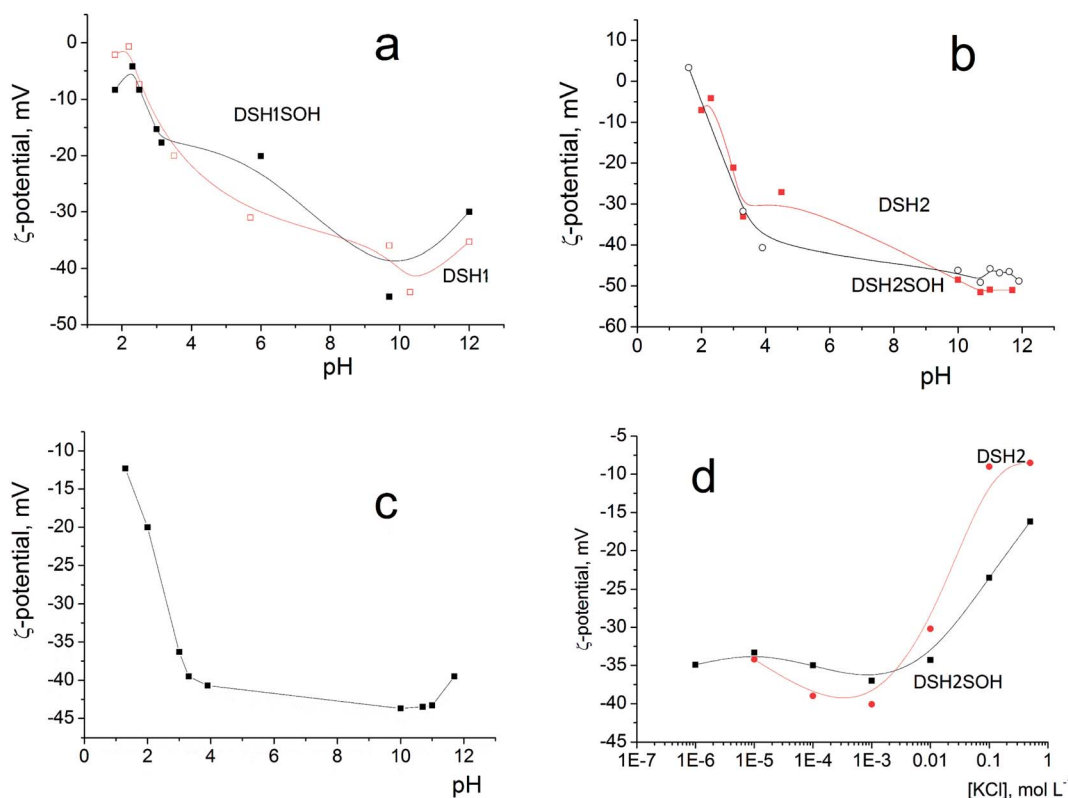 a
ζ-potential, mV
0
-10
-20
-30
-40
-50
DSH1SOH
DSH1
2 4 6 8 10 12
pH
b
ζ-potential, mV
10
0
-10
-20
-30
-40
-50
-60
DSH2
DSH2SOH
0 2 4 6 8 10 12
pH
c
ζ-potential, mV
-10
-15
-20
-25
-30
-35
-40
-45
0 2 4 6 8 10 12
pH
d
ζ-potential, mV
-5
-10
-15
-20
-25
-30
-35
-40
-45
DSH2
DSH2SOH
1E-7 1E-6 1E-5 1E-4 1E-3 0.01 0.1 1
[KCl], mol L⁻